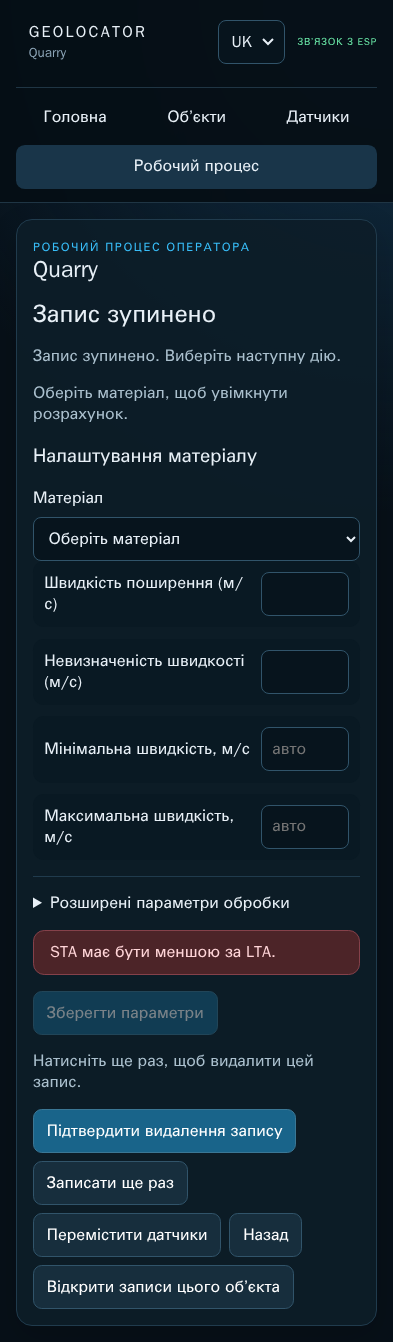 GEOLOCATOR
Quarry
UK
ЗВ'ЯЗОК З ESP
Головна
Об'єкти
Датчики
Робочий процес
РОБОЧИЙ ПРОЦЕС ОПЕРАТОРА
Quarry
Запис зупинено
Запис зупинено. Виберіть наступну дію.
Оберіть матеріал, щоб увімкнути
розрахунок.
Налаштування матеріалу
Матеріал
Оберіть матеріал
Швидкість поширення (м/
с)
Невизначеність швидкості
(м/с)
Мінімальна швидкість, м/с
авто
Максимальна швидкість,
м/с
авто
Розширені параметри обробки
STA має бути меншою за LTA.
Зберегти параметри
Натисніть ще раз, щоб видалити цей
запис.
Підтвердити видалення запису
Записати ще раз
Перемістити датчики
Назад
Відкрити записи цього об'єкта